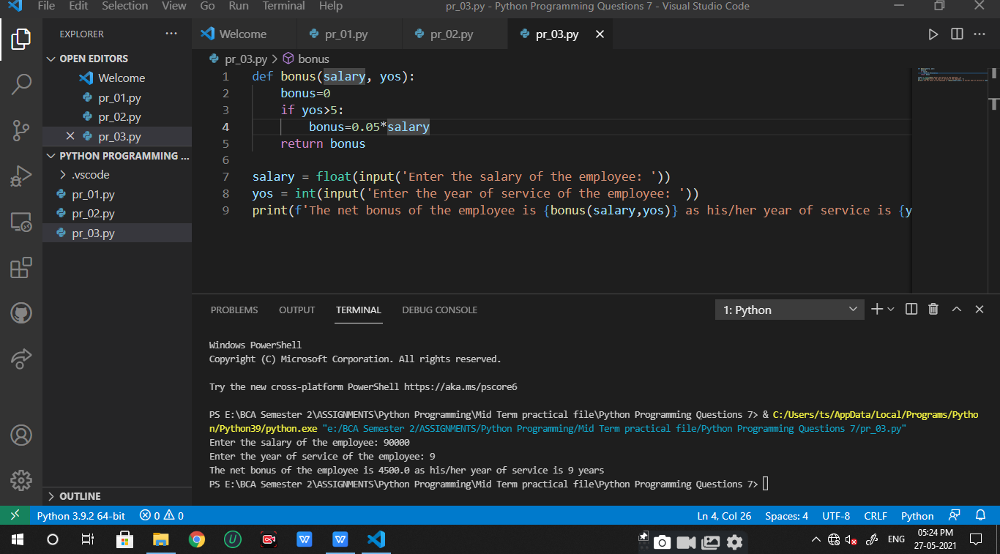 File Edit Selection View Go Run Terminal Help pr_03.py - Python Programming Questions 7 - Visual Studio Code
EXPLORER ···
Welcome pr_01.py pr_02.py pr_03.py
OPEN EDITORS
Welcome
pr_01.py
pr_02.py
pr_03.py
PYTHON PROGRAMMING ...
.vscode
pr_01.py
pr_02.py
pr_03.py
OUTLINE
pr_03.py > bonus
1 def bonus(salary, yos):
2     bonus=0
3     if yos>5:
4         bonus=0.05*salary
5     return bonus
6
7 salary = float(input('Enter the salary of the employee: '))
8 yos = int(input('Enter the year of service of the employee: '))
9 print(f'The net bonus of the employee is {bonus(salary,yos)} as his/her year of service is {y
PROBLEMS OUTPUT TERMINAL DEBUG CONSOLE 1: Python
Windows PowerShell
Copyright (C) Microsoft Corporation. All rights reserved.
Try the new cross-platform PowerShell https://aka.ms/pscore6
PS E:\BCA Semester 2\ASSIGNMENTS\Python Programming\Mid Term practical file\Python Programming Questions 7> & C:/Users/ts/AppData/Local/Programs/Pytho
n/Python39/python.exe "e:/BCA Semester 2/ASSIGNMENTS/Python Programming/Mid Term practical file/Python Programming Questions 7/pr_03.py"
Enter the salary of the employee: 90000
Enter the year of service of the employee: 9
The net bonus of the employee is 4500.0 as his/her year of service is 9 years
PS E:\BCA Semester 2\ASSIGNMENTS\Python Programming\Mid Term practical file\Python Programming Questions 7>
Python 3.9.2 64-bit 0 0 Ln 4, Col 26 Spaces: 4 UTF-8 CRLF Python
ENG 05:24 PM
27-05-2021